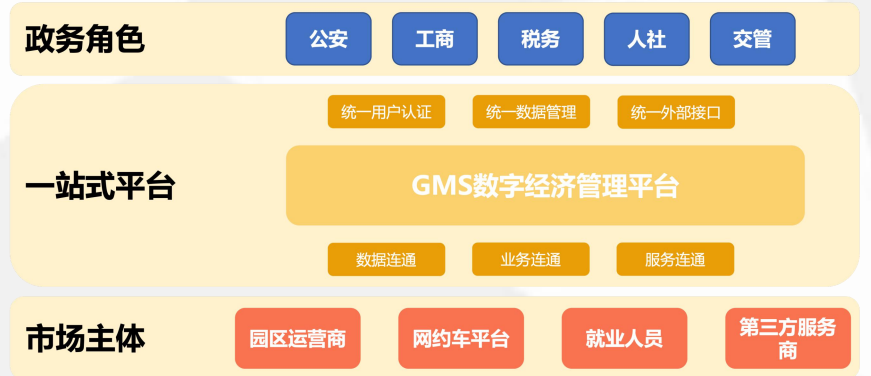 政务角色
公安
工商
税务
人社
交管
统一用户认证
统一数据管理
统一外部接口
一站式平台
GMS数字经济管理平台
数据连通
业务连通
服务连通
市场主体
园区运营商
网约车平台
就业人员
第三方服务
商